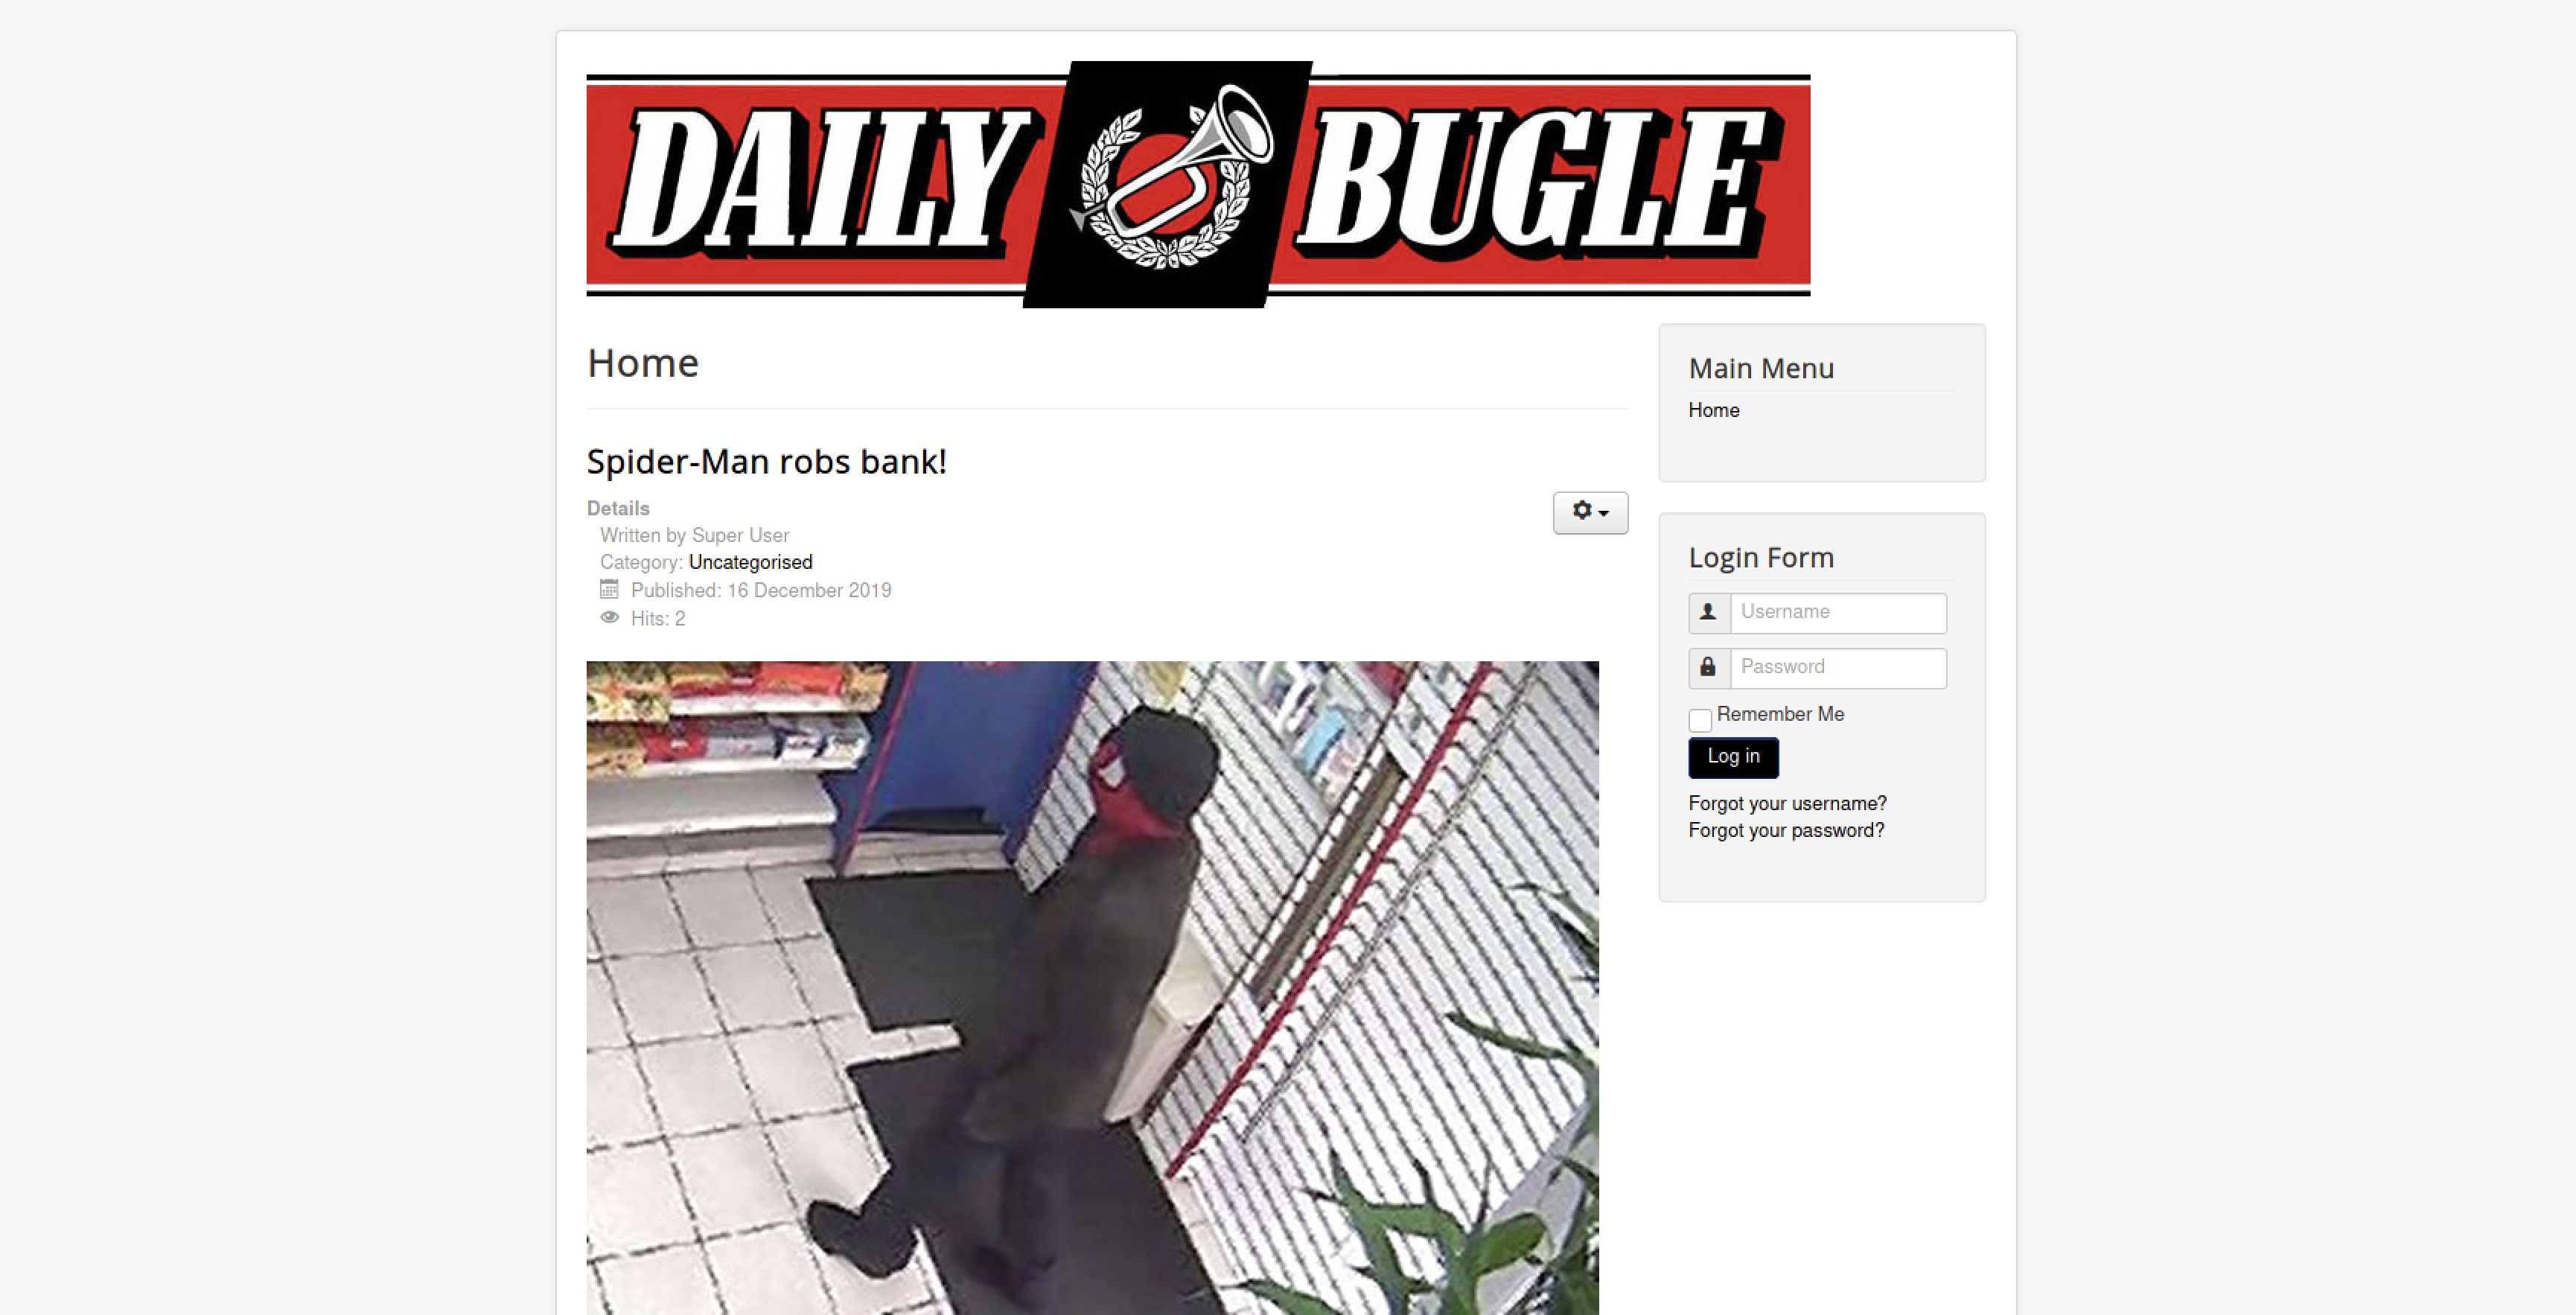 DAILY BUGLE
Home
Spider-Man robs bank!
Details
Written by Super User
Category: Uncategorised
Published: 16 December 2019
Hits: 2
Main Menu
Home
Login Form
Username
Password
Remember Me
Log in
Forgot your username?
Forgot your password?